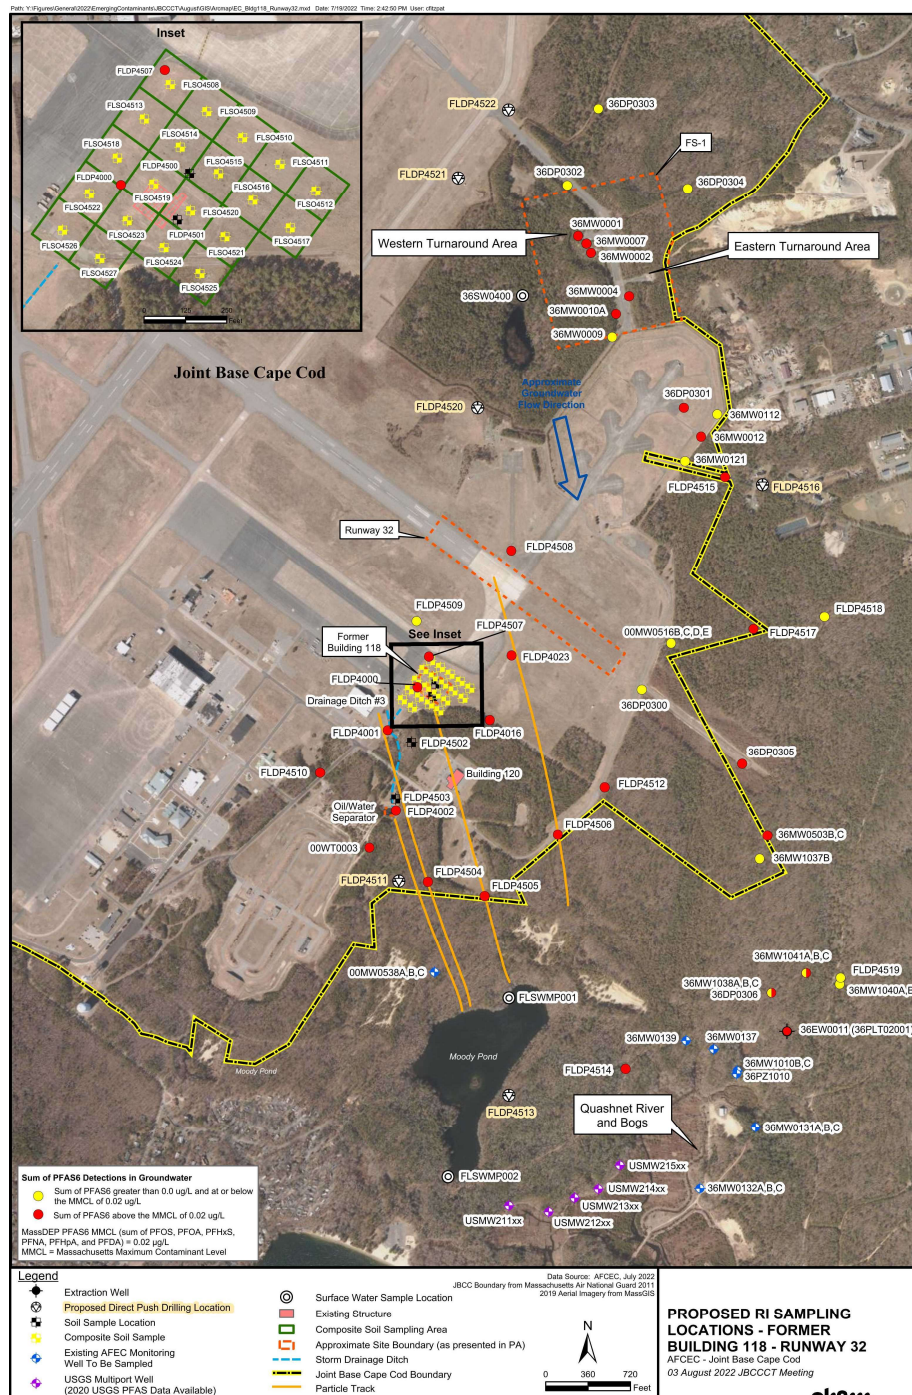 Path: Y:\Figures\General\2022\EmergingContaminants\JBCCCT\August\GIS\Arcmap\EC_Bldg118_Runway32.mxd Date: 7/19/2022 Time: 2:42:50 PM User: cfitzpat
Inset
FLDP4507
FLSO4508
FLSO4513
FLSO4509
FLSO4514
FLSO4510
FLSO4518
FLDP4500
FLSO4515
FLSO4511
FLDP4000
FLSO4519
FLSO4516
FLSO4522
FLSO4520
FLSO4512
FLSO4523
FLDP4501
FLSO4517
FLSO4526
FLSO4521
FLSO4527
FLSO4524
FLSO4525
0 125 250
Feet
FLDP4522
36DP0303
FS-1
FLDP4521
36DP0302
36DP0304
36MW0001
Western Turnaround Area
36MW0007
36MW0002
Eastern Turnaround Area
36SW0400
36MW0004
36MW0010A
36MW0009
Joint Base Cape Cod
Approximate
Groundwater
Flow Direction
FLDP4520
36DP0301
36MW0112
36MW0012
36MW0121
FLDP4515
FLDP4516
Runway 32
FLDP4508
FLDP4509
FLDP4518
FLDP4507
See Inset
00MW0516B,C,D,E
FLDP4517
Former
Building 118
FLDP4023
FLDP4000
Drainage Ditch #3
36DP0300
FLDP4001
FLDP4016
FLDP4502
36DP0305
FLDP4510
Building 120
FLDP4512
FLDP4503
Oil/Water
Separator
FLDP4002
FLDP4506
36MW0503B,C
00WT0003
36MW1037B
FLDP4511
FLDP4504
FLDP4505
36MW1041A,B,C
00MW0538A,B,C
FLDP4519
36MW1038A,B,C
36DP0306
36MW1040A,B
FLSWMP001
36EW0011 (36PLT02001)
36MW0139
36MW0137
Moody Pond
Moody Pond
36MW1010B,C
36PZ1010
FLDP4514
FLDP4513
Quashnet River
and Bogs
36MW0131A,B,C
USMW215xx
FLSWMP002
USMW214xx
36MW0132A,B,C
USMW213xx
USMW211xx
USMW212xx
Sum of PFAS6 Detections in Groundwater
Sum of PFAS6 greater than 0.0 ug/L and at or below
the MMCL of 0.02 ug/L
Sum of PFAS6 above the MMCL of 0.02 ug/L
MassDEP PFAS6 MMCL (sum of PFOS, PFOA, PFHxS,
PFNA, PFHpA, and PFDA) = 0.02 µg/L
MMCL = Massachusetts Maximum Contaminant Level
Legend
Extraction Well
Proposed Direct Push Drilling Location
Soil Sample Location
Composite Soil Sample
Existing AFEC Monitoring
Well To Be Sampled
USGS Multiport Well
(2020 USGS PFAS Data Available)
Surface Water Sample Location
Existing Structure
Composite Soil Sampling Area
Approximate Site Boundary (as presented in PA)
Storm Drainage Ditch
Joint Base Cape Cod Boundary
Particle Track
Data Source: AFCEC, July 2022
JBCC Boundary from Massachusetts Air National Guard 2011
2019 Aerial Imagery from MassGIS
N
0 360 720
Feet
PROPOSED RI SAMPLING
LOCATIONS - FORMER
BUILDING 118 - RUNWAY 32
AFCEC - Joint Base Cape Cod
03 August 2022 JBCCCT Meeting